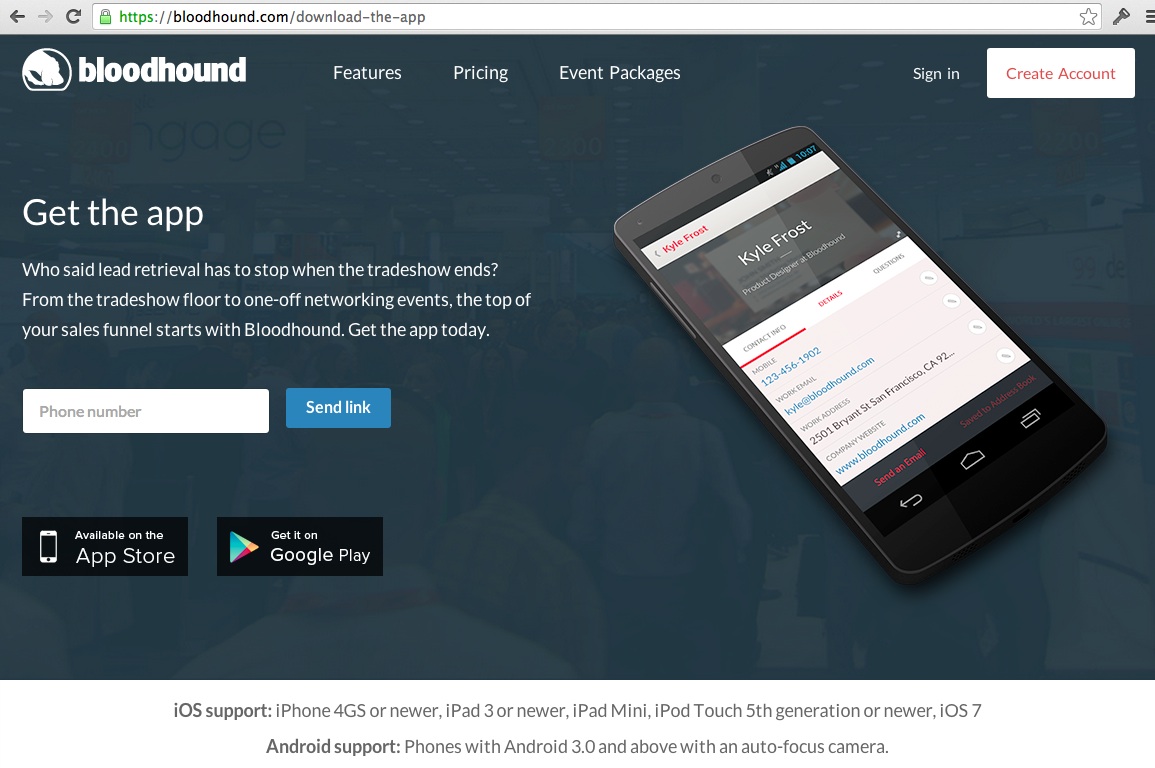 https://bloodhound.com/download-the-app
bloodhound
Features
Pricing
Event Packages
Sign in
Create Account
ngage
Get the app
Who said lead retrieval has to stop when the tradeshow ends?
From the tradeshow floor to one-off networking events, the top of
your sales funnel starts with Bloodhound. Get the app today.
Phone number
Send link
Available on the
App Store
Get it on
Google Play
10:07
Kyle Frost
Kyle Frost
Product Designer at Bloodhound
CONTACT INFO
DETAILS
QUESTIONS
MOBILE
123-456-1902
WORK EMAIL
kyle@bloodhound.com
WORK ADDRESS
2501 Bryant St San Francisco, CA 92...
COMPANY WEBSITE
www.bloodhound.com
Send an Email
Saved to Address Book
iOS support: iPhone 4GS or newer, iPad 3 or newer, iPad Mini, iPod Touch 5th generation or newer, iOS 7
Android support: Phones with Android 3.0 and above with an auto-focus camera.